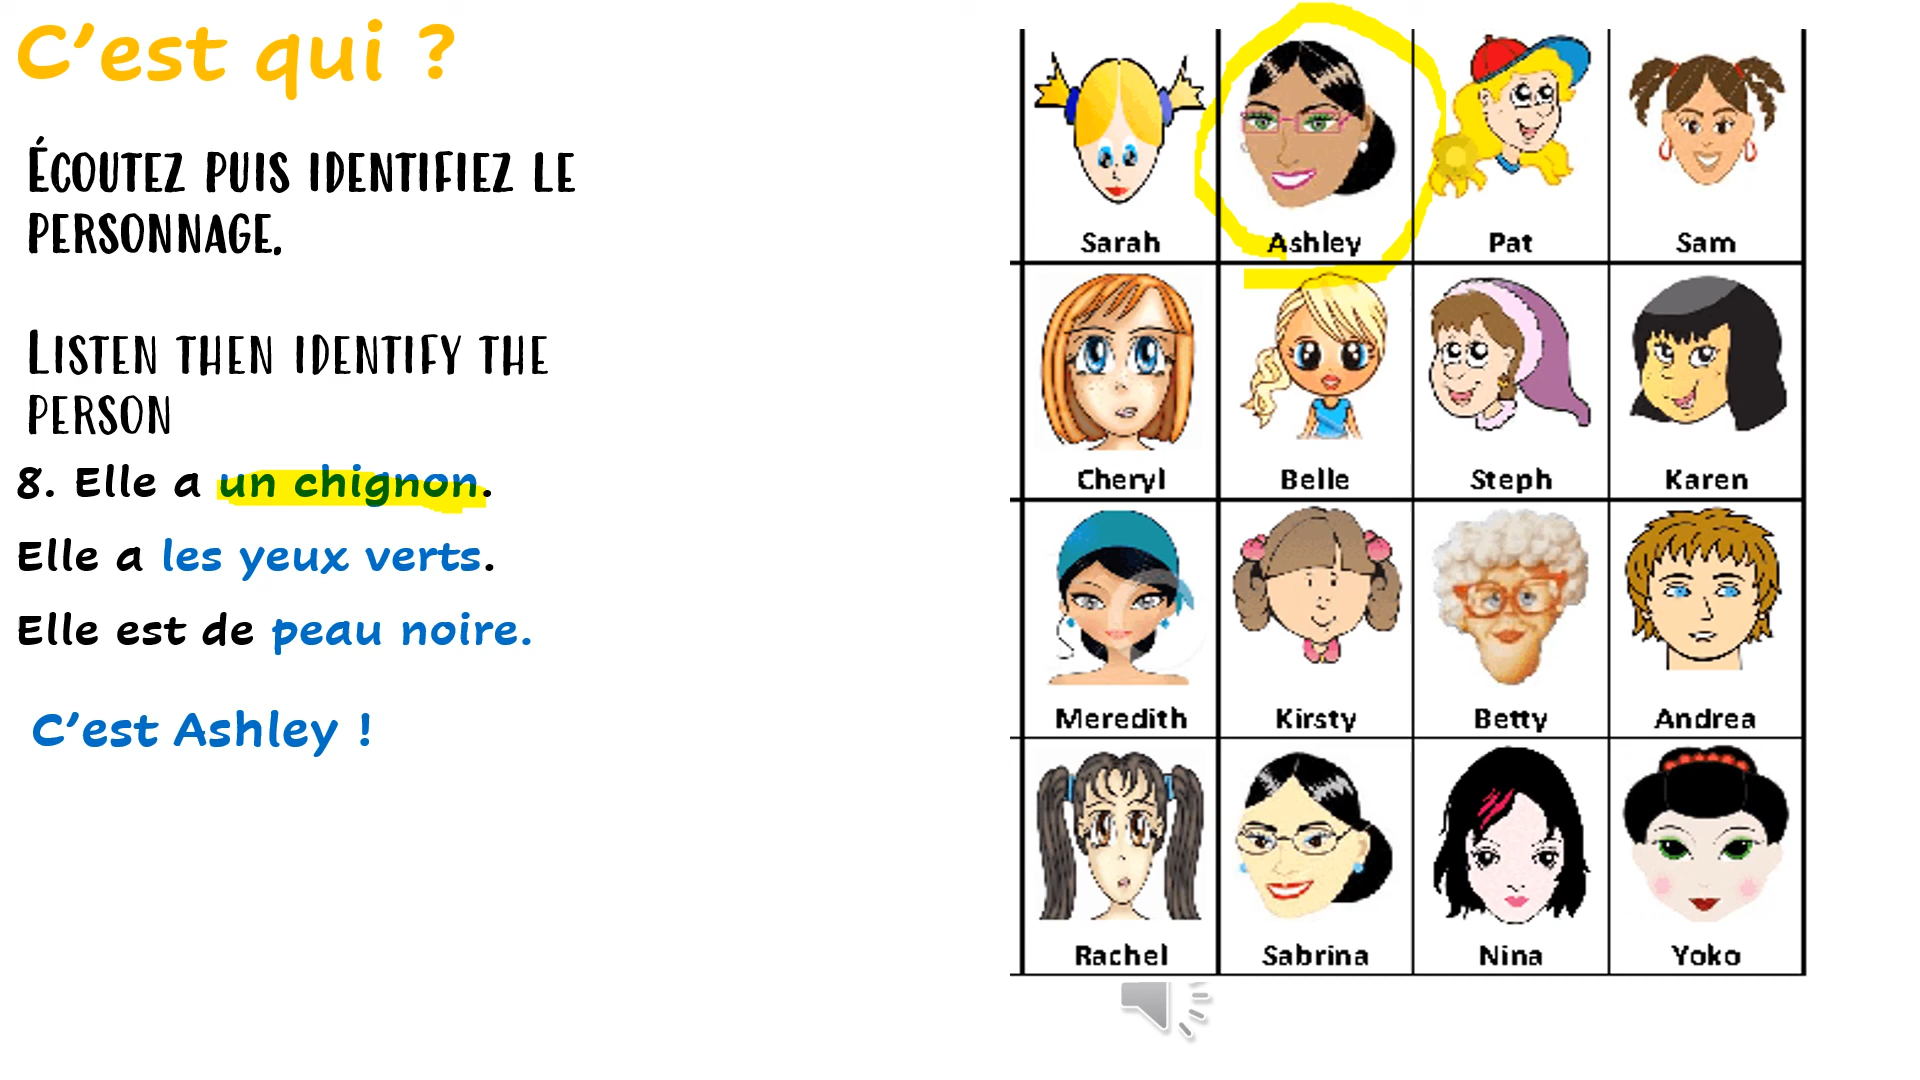 C’est qui ?
Écoutez puis identifiez le
personnage.
Listen then identify the
person
8. Elle a un chignon.
Elle a les yeux verts.
Elle est de peau noire.
C’est Ashley !
Sarah
Ashley
Pat
Sam
Cheryl
Belle
Steph
Karen
Meredith
Kirsty
Betty
Andrea
Rachel
Sabrina
Nina
Yoko